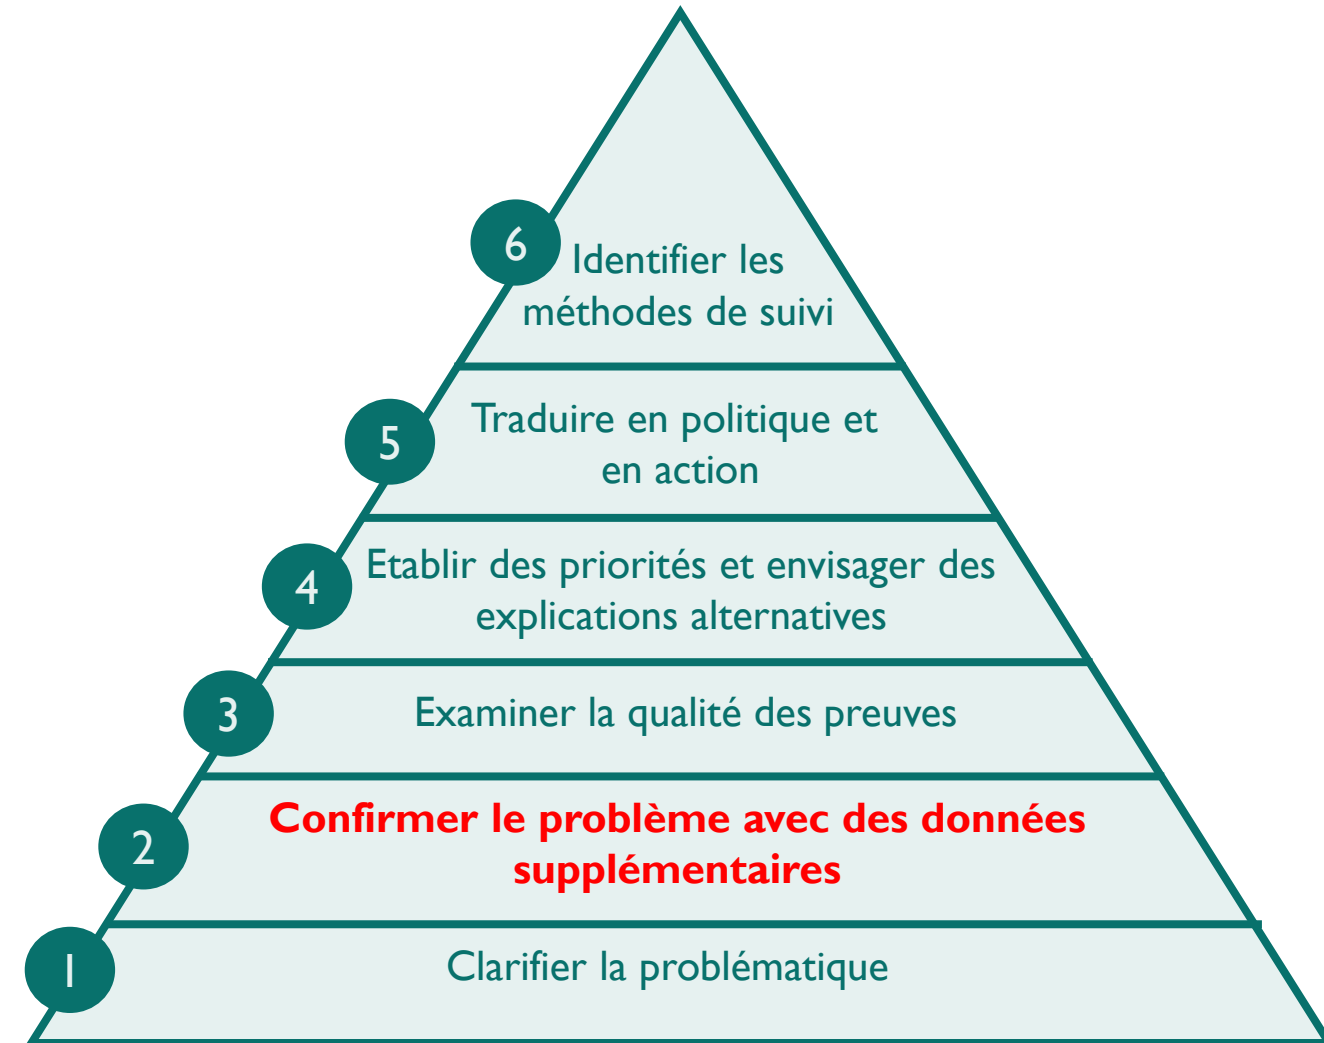 6
Identifier les
méthodes de suivi
5
Traduire en politique et
en action
4
Etablir des priorités et envisager des
explications alternatives
3
Examiner la qualité des preuves
2
Confirmer le problème avec des données
supplémentaires
1
Clarifier la problématique